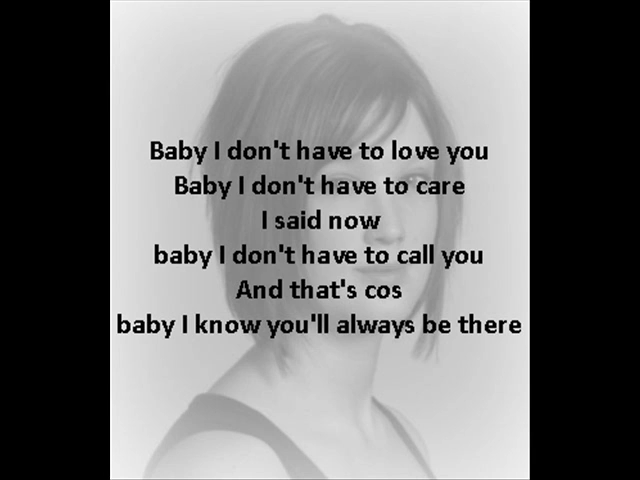 Baby I don't have to love you
Baby I don't have to care
I said now
baby I don't have to call you
And that's cos
baby I know you'll always be there